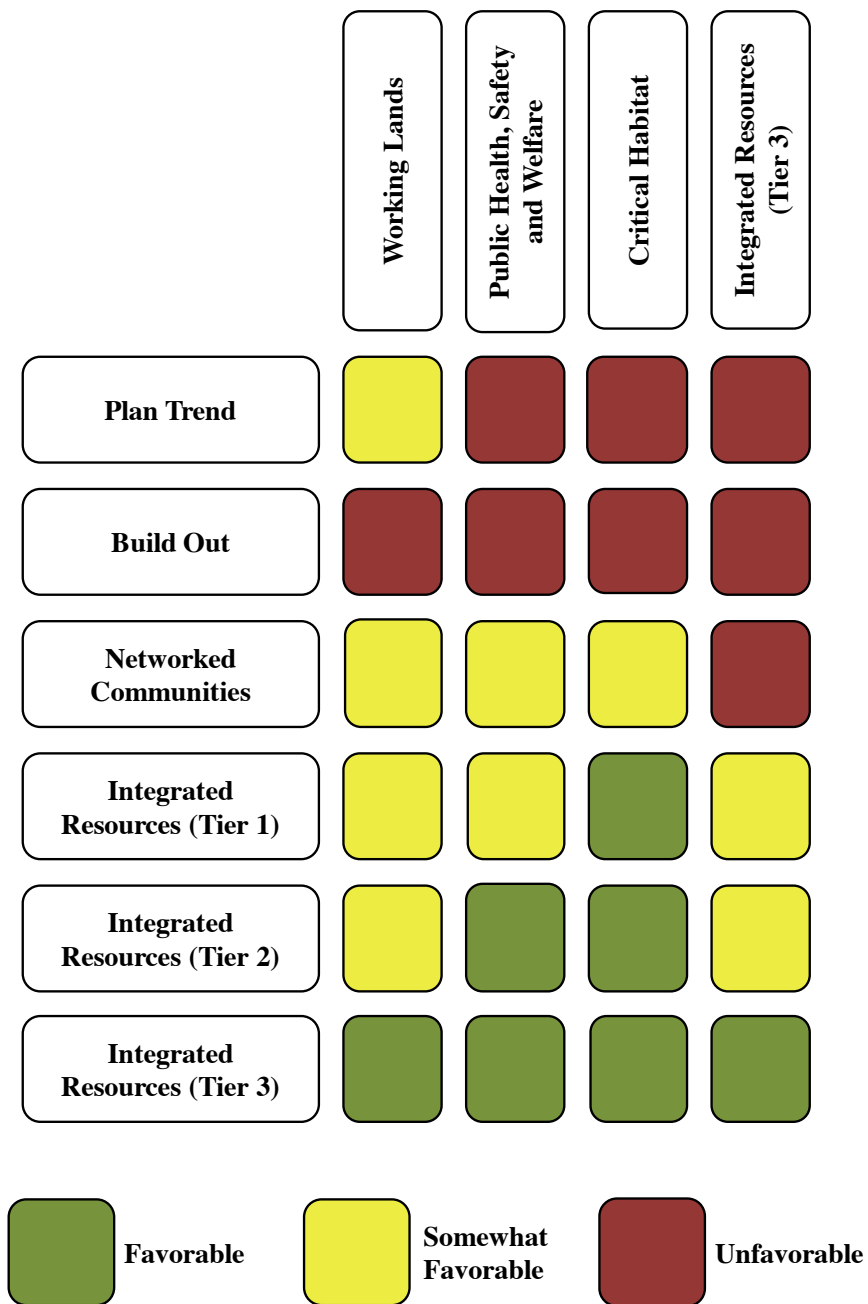 Working Lands
Public Health, Safety
and Welfare
Critical Habitat
Integrated Resources
(Tier 3)
Plan Trend
Build Out
Networked
Communities
Integrated
Resources (Tier 1)
Integrated
Resources (Tier 2)
Integrated
Resources (Tier 3)
Favorable
Somewhat
Favorable
Unfavorable